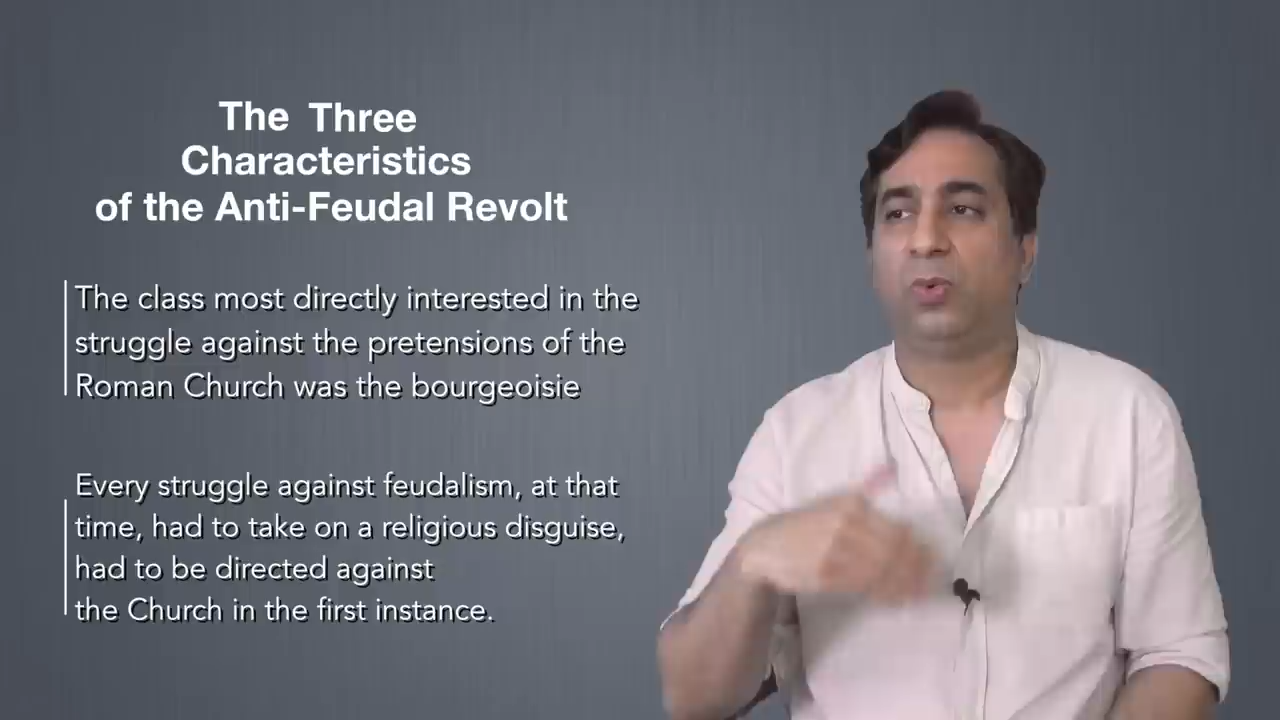 The Three
Characteristics
of the Anti-Feudal Revolt
The class most directly interested in the
struggle against the pretensions of the
Roman Church was the bourgeoisie
Every struggle against feudalism, at that
time, had to take on a religious disguise,
had to be directed against
the Church in the first instance.